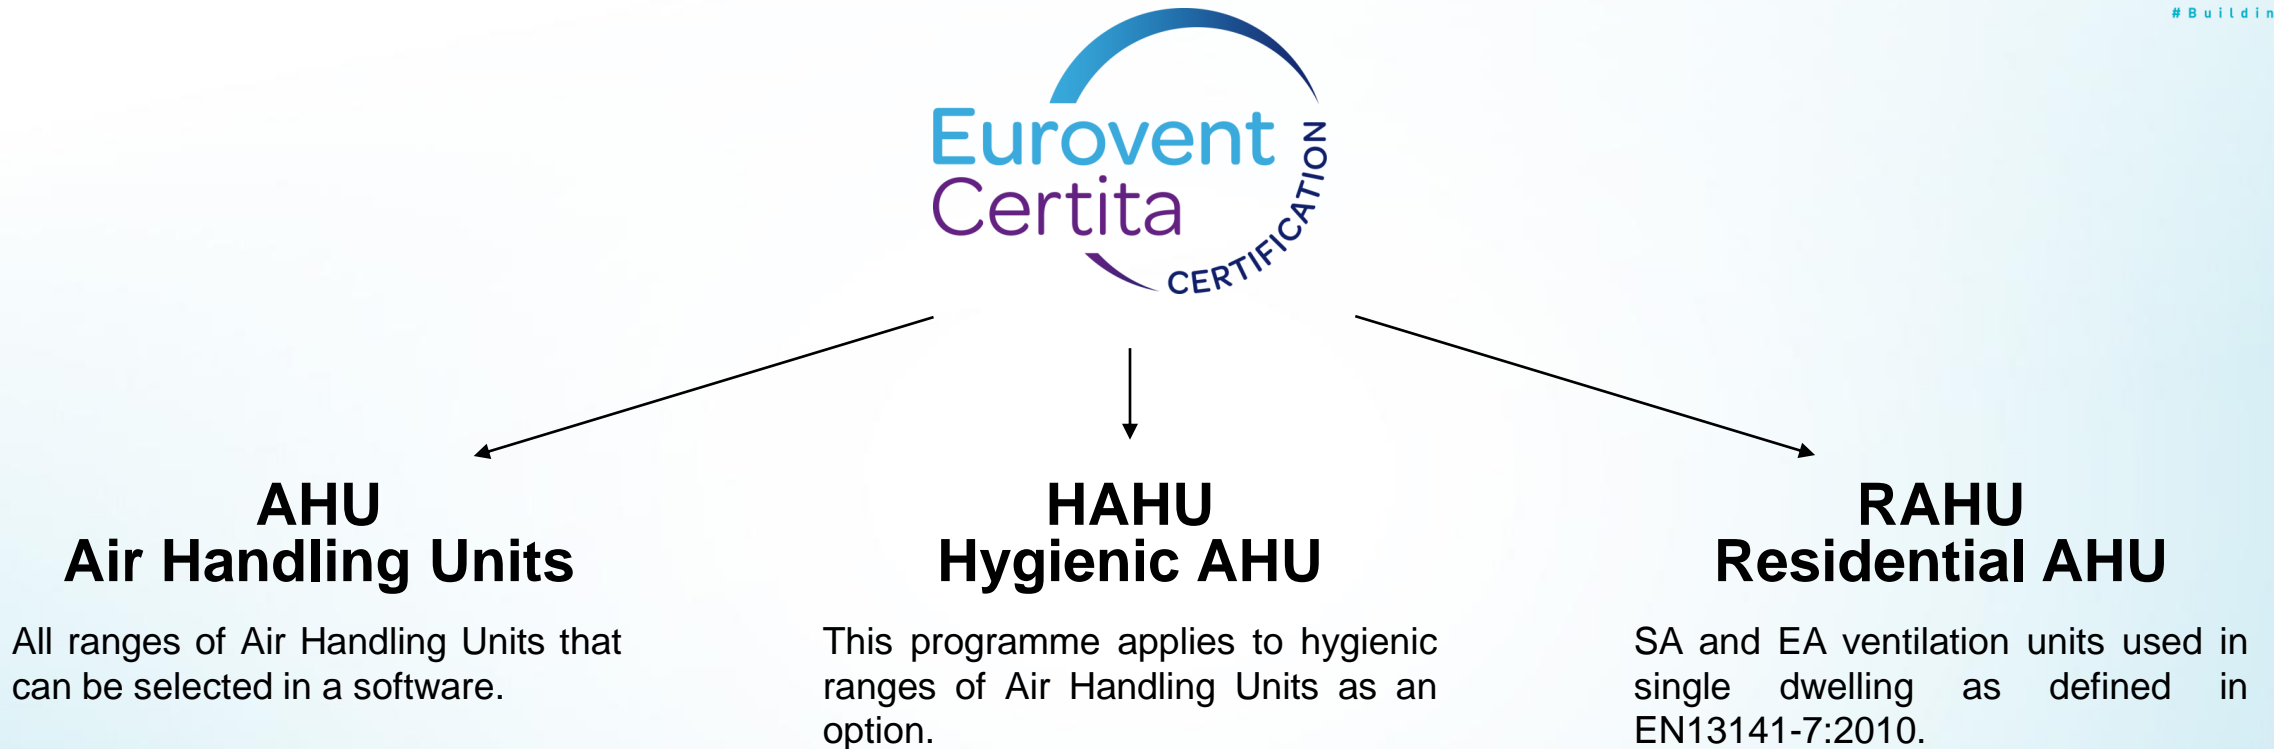 #Buildin
Eurovent
Certita
CERTIFICATION
AHU
Air Handling Units
All ranges of Air Handling Units that
can be selected in a software.
HAHU
Hygienic AHU
This programme applies to hygienic
ranges of Air Handling Units as an
option.
RAHU
Residential AHU
SA and EA ventilation units used in
single dwelling as defined in
EN13141-7:2010.